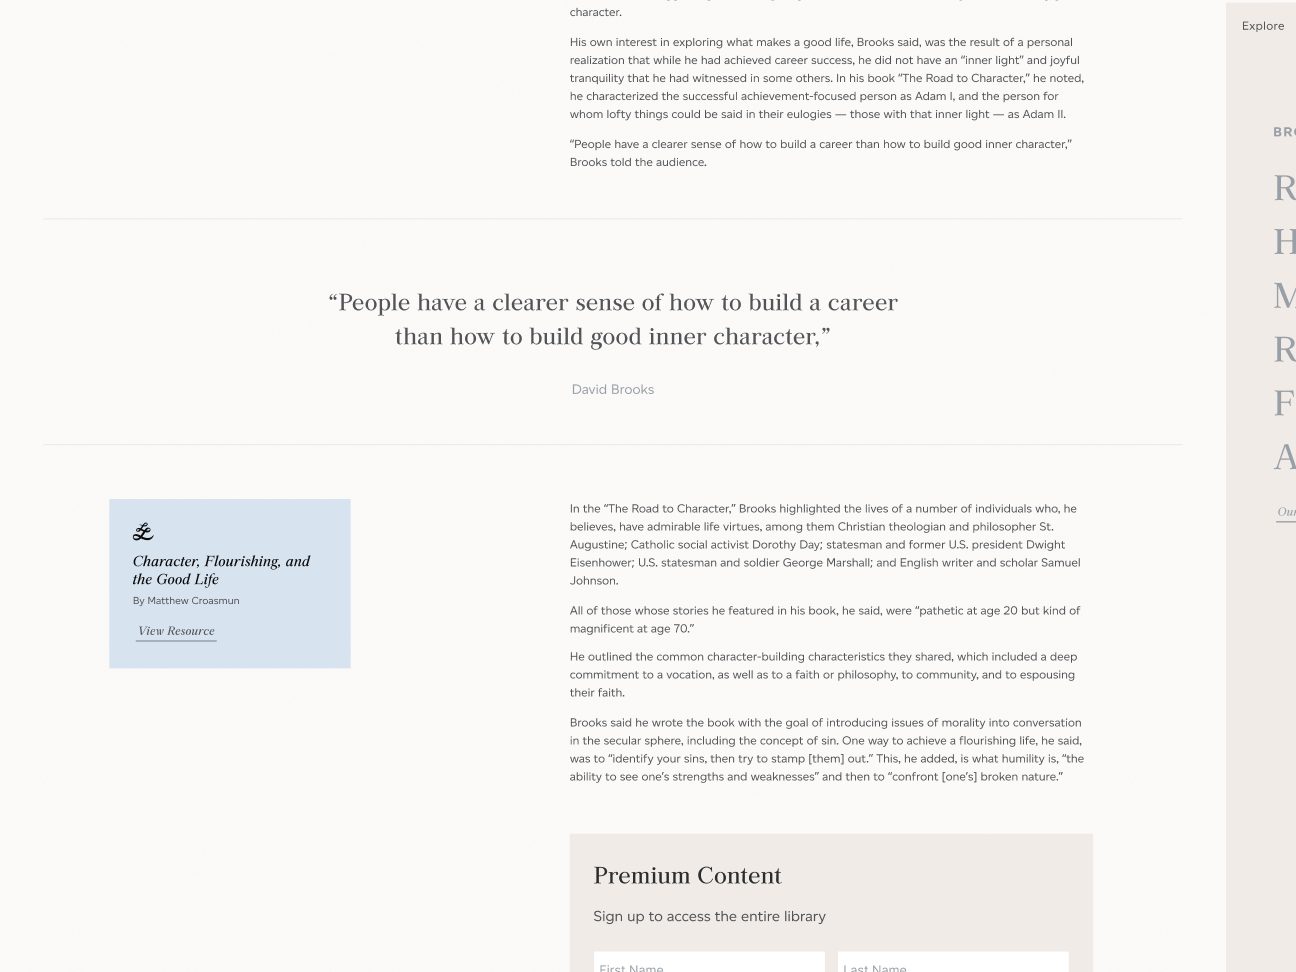 character.
His own interest in exploring what makes a good life, Brooks said, was the result of a personal
realization that while he had achieved career success, he did not have an “inner light” and joyful
tranquility that he had witnessed in some others. In his book “The Road to Character,” he noted,
he characterized the successful achievement-focused person as Adam I, and the person for
whom lofty things could be said in their eulogies — those with that inner light — as Adam II.
“People have a clearer sense of how to build a career than how to build good inner character,”
Brooks told the audience.
“People have a clearer sense of how to build a career
than how to build good inner character,”
David Brooks
Character, Flourishing, and
the Good Life
By Matthew Croasmun
View Resource
In the “The Road to Character,” Brooks highlighted the lives of a number of individuals who, he
believes, have admirable life virtues, among them Christian theologian and philosopher St.
Augustine; Catholic social activist Dorothy Day; statesman and former U.S. president Dwight
Eisenhower; U.S. statesman and soldier George Marshall; and English writer and scholar Samuel
Johnson.
All of those whose stories he featured in his book, he said, were “pathetic at age 20 but kind of
magnificent at age 70.”
He outlined the common character-building characteristics they shared, which included a deep
commitment to a vocation, as well as to a faith or philosophy, to community, and to espousing
their faith.
Brooks said he wrote the book with the goal of introducing issues of morality into conversation
in the secular sphere, including the concept of sin. One way to achieve a flourishing life, he said,
was to “identify your sins, then try to stamp [them] out.” This, he added, is what humility is, “the
ability to see one’s strengths and weaknesses” and then to “confront [one’s] broken nature.”
Premium Content
Sign up to access the entire library
First Name
Last Name
Explore